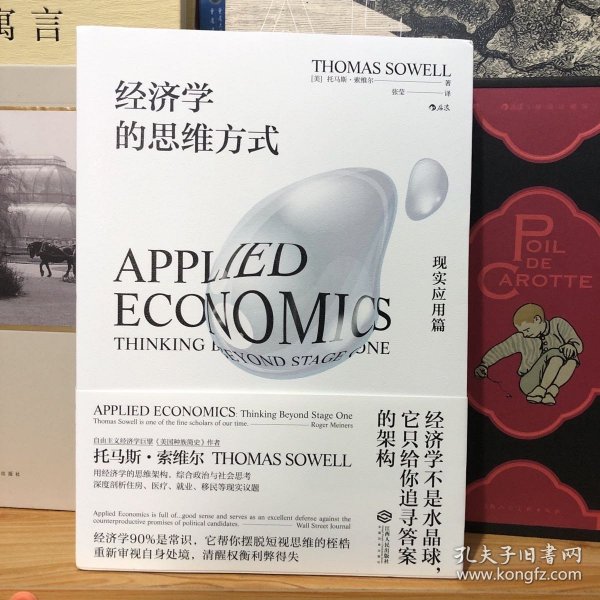 寓言
THOMAS SOWELL
[美] 托马斯·索维尔 著
张莹 译
后浪
经济学
的思维方式
APPLIED
ECONOMICS
THINKING BEYOND STAGE ONE
现实应用篇
APPLIED ECONOMICS Thinking Beyond Stage One
Thomas Sowell is one of the fine scholars of our time.
Roger Meiners
自由主义经济学巨擘《美国种族简史》作者
托马斯·索维尔 THOMAS SOWELL
用经济学的思维架构,综合政治与社会思考
深度剖析住房、医疗、就业、移民等现实议题
Applied Economics is full of...good sense and serves as an excellent defense against the
counterproductive promises of political candidates.
Wall Street Journal
经济学90%是常识,它帮你摆脱短视思维的桎梏
重新审视自身处境,清醒权衡利弊得失
经济学不是水晶球,
它只给你追寻答案
的架构
江西人民出版社
POIL
DE
CAROTTE
孔夫子旧书网
www.kongfz.com